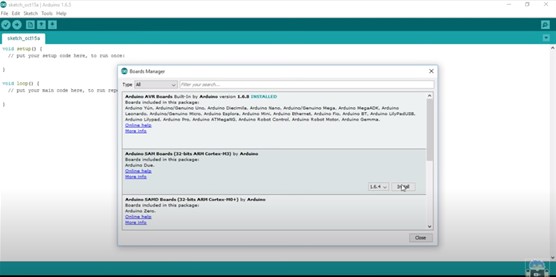 sketch_oct15a | Arduino 1.6.5
File Edit Sketch Tools Help
sketch_oct15a
void setup() {
// put your setup code here, to run once:
}
void loop() {
// put your main code here, to run rep
}
Boards Manager
Type All Filter your search...
Arduino AVR Boards Built-In by Arduino version 1.6.8 INSTALLED
Boards included in this package:
Arduino Yún, Arduino/Genuino Uno, Arduino Diecimila, Arduino Nano, Arduino/Genuino Mega, Arduino MegaADK, Arduino
Leonardo, Arduino/Genuino Micro, Arduino Esplora, Arduino Mini, Arduino Ethernet, Arduino Fio, Arduino BT, Arduino LilyPadUSB,
Arduino Lilypad, Arduino Pro, Arduino ATMegaNG, Arduino Robot Control, Arduino Robot Motor, Arduino Gemma.
Online help
More info
Arduino SAM Boards (32-bits ARM Cortex-M3) by Arduino
Boards included in this package:
Arduino Due.
Online help
More info
1.6.4 Install
Arduino SAMD Boards (32-bits ARM Cortex-M0+) by Arduino
Boards included in this package:
Arduino Zero.
Online help
More info
Close